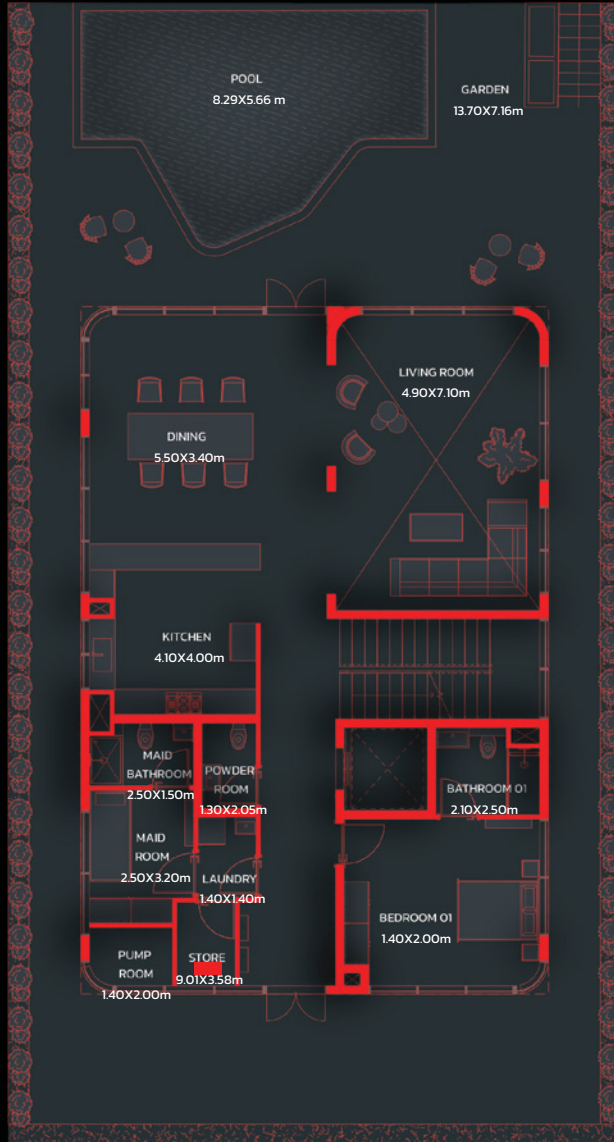 POOL
8.29X5.66 m
GARDEN
13.70X7.16m
LIVING ROOM
4.90X7.10m
DINING
5.50X3.40m
KITCHEN
4.10X4.00m
MAID
BATHROOM
2.50X1.50m
POWDER
ROOM
1.30X2.05m
BATHROOM 01
2.10X2.50m
MAID
ROOM
2.50X3.20m
LAUNDRY
1.40X1.40m
BEDROOM 01
1.40X2.00m
PUMP
ROOM
1.40X2.00m
STORE
9.01X3.58m